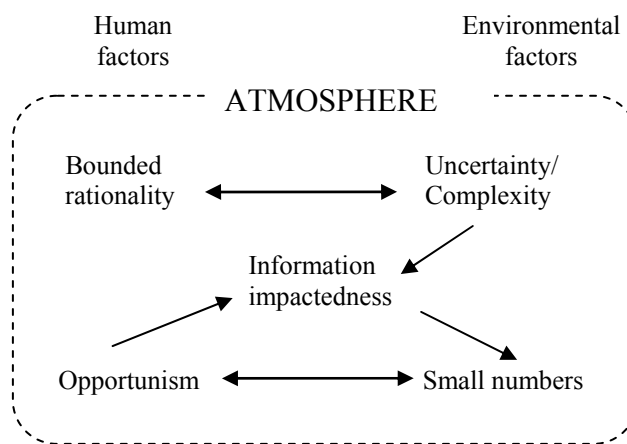 Human
factors
Environmental
factors
ATMOSPHERE
Bounded
rationality
Uncertainty/
Complexity
Information
impactedness
Opportunism
Small numbers